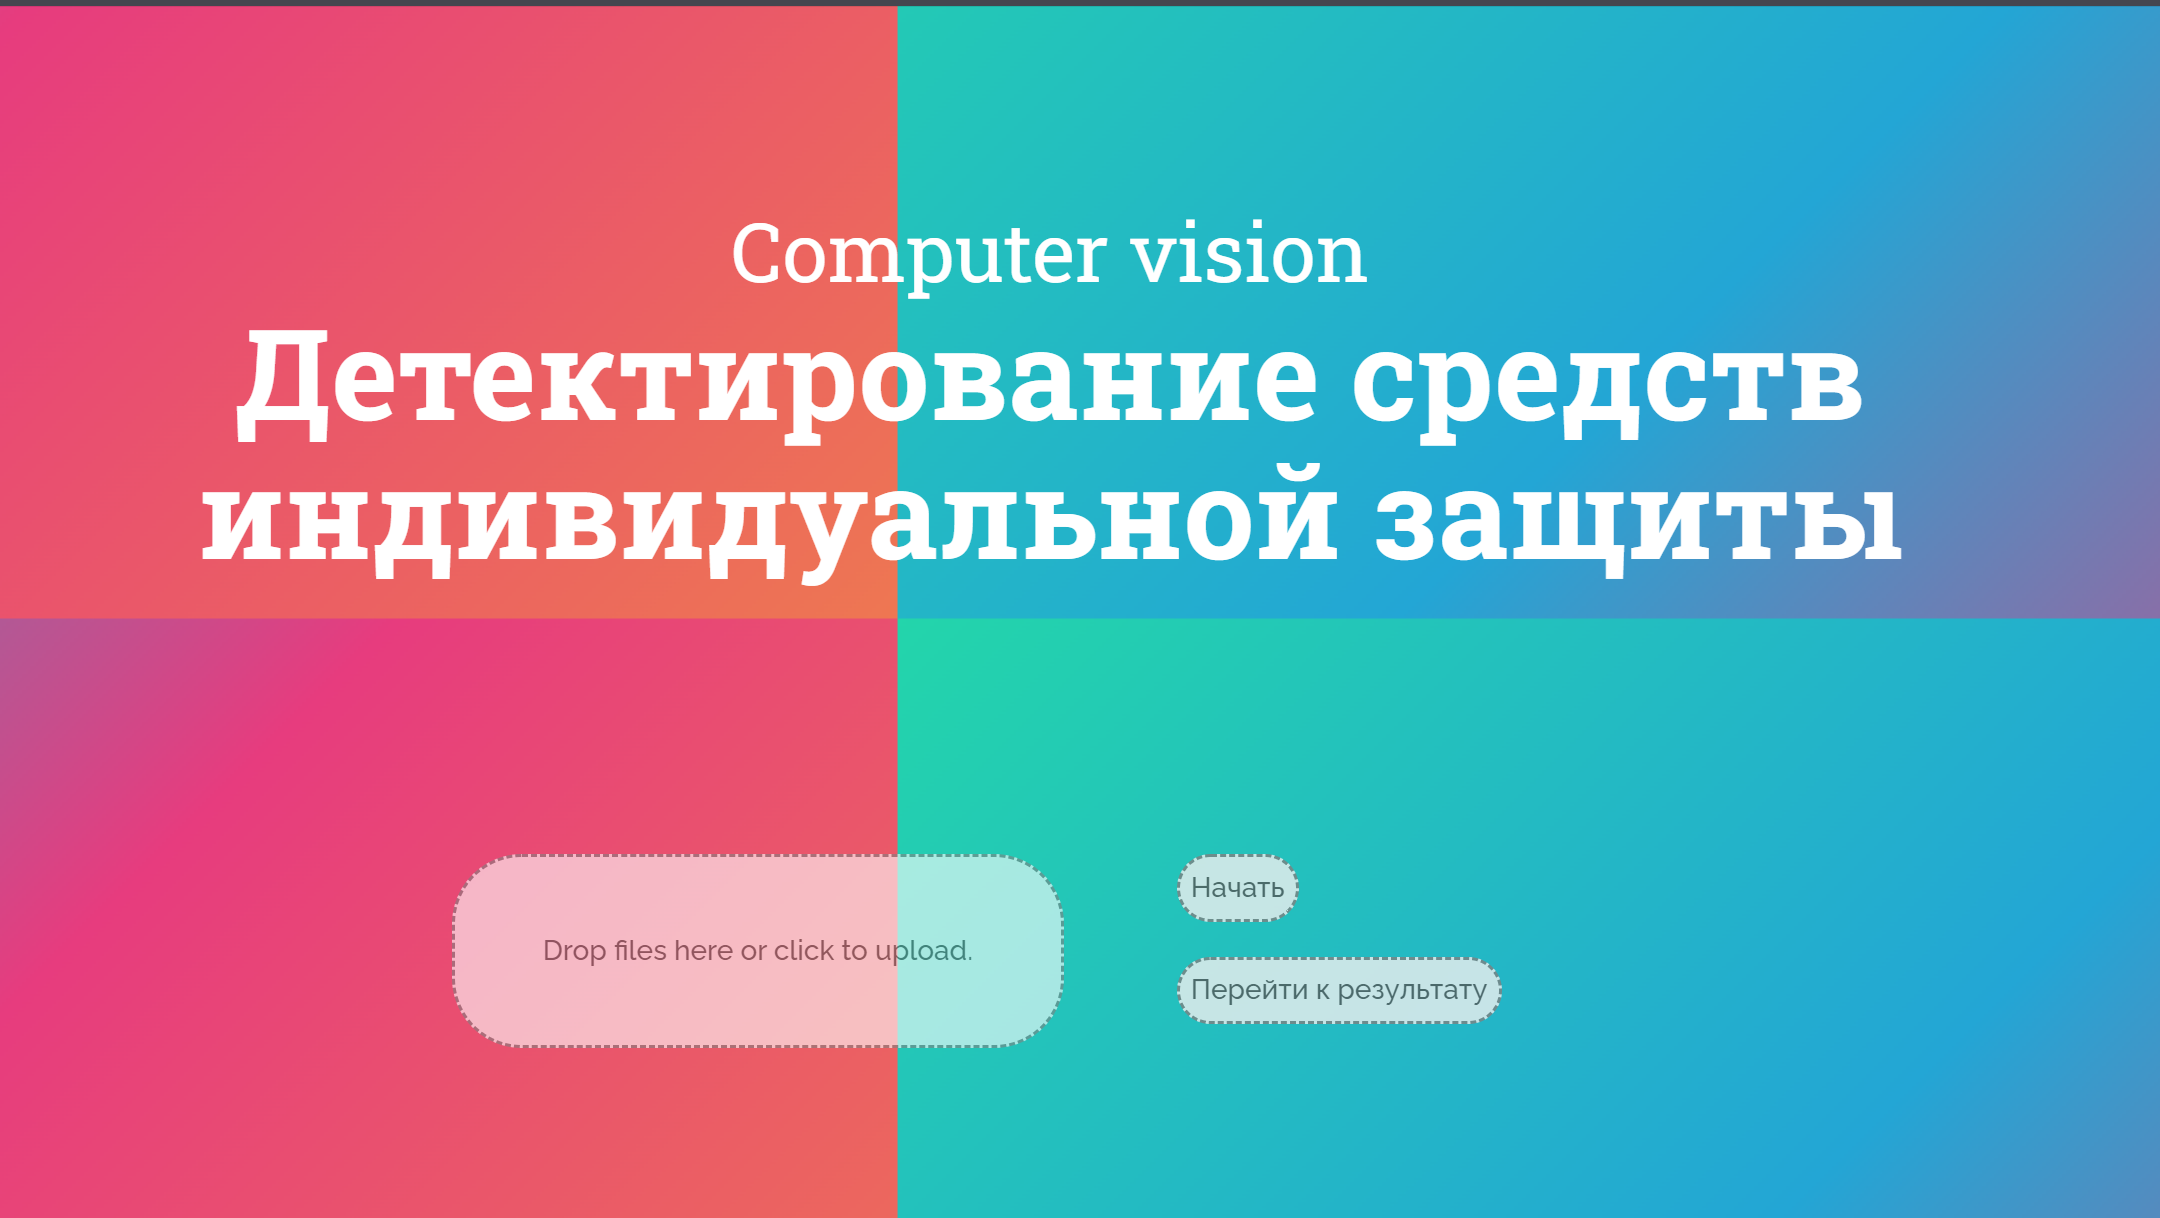 Computer vision
Детектирование средств
индивидуальной защиты
Drop files here or click to upload.
Начать
Перейти к результату